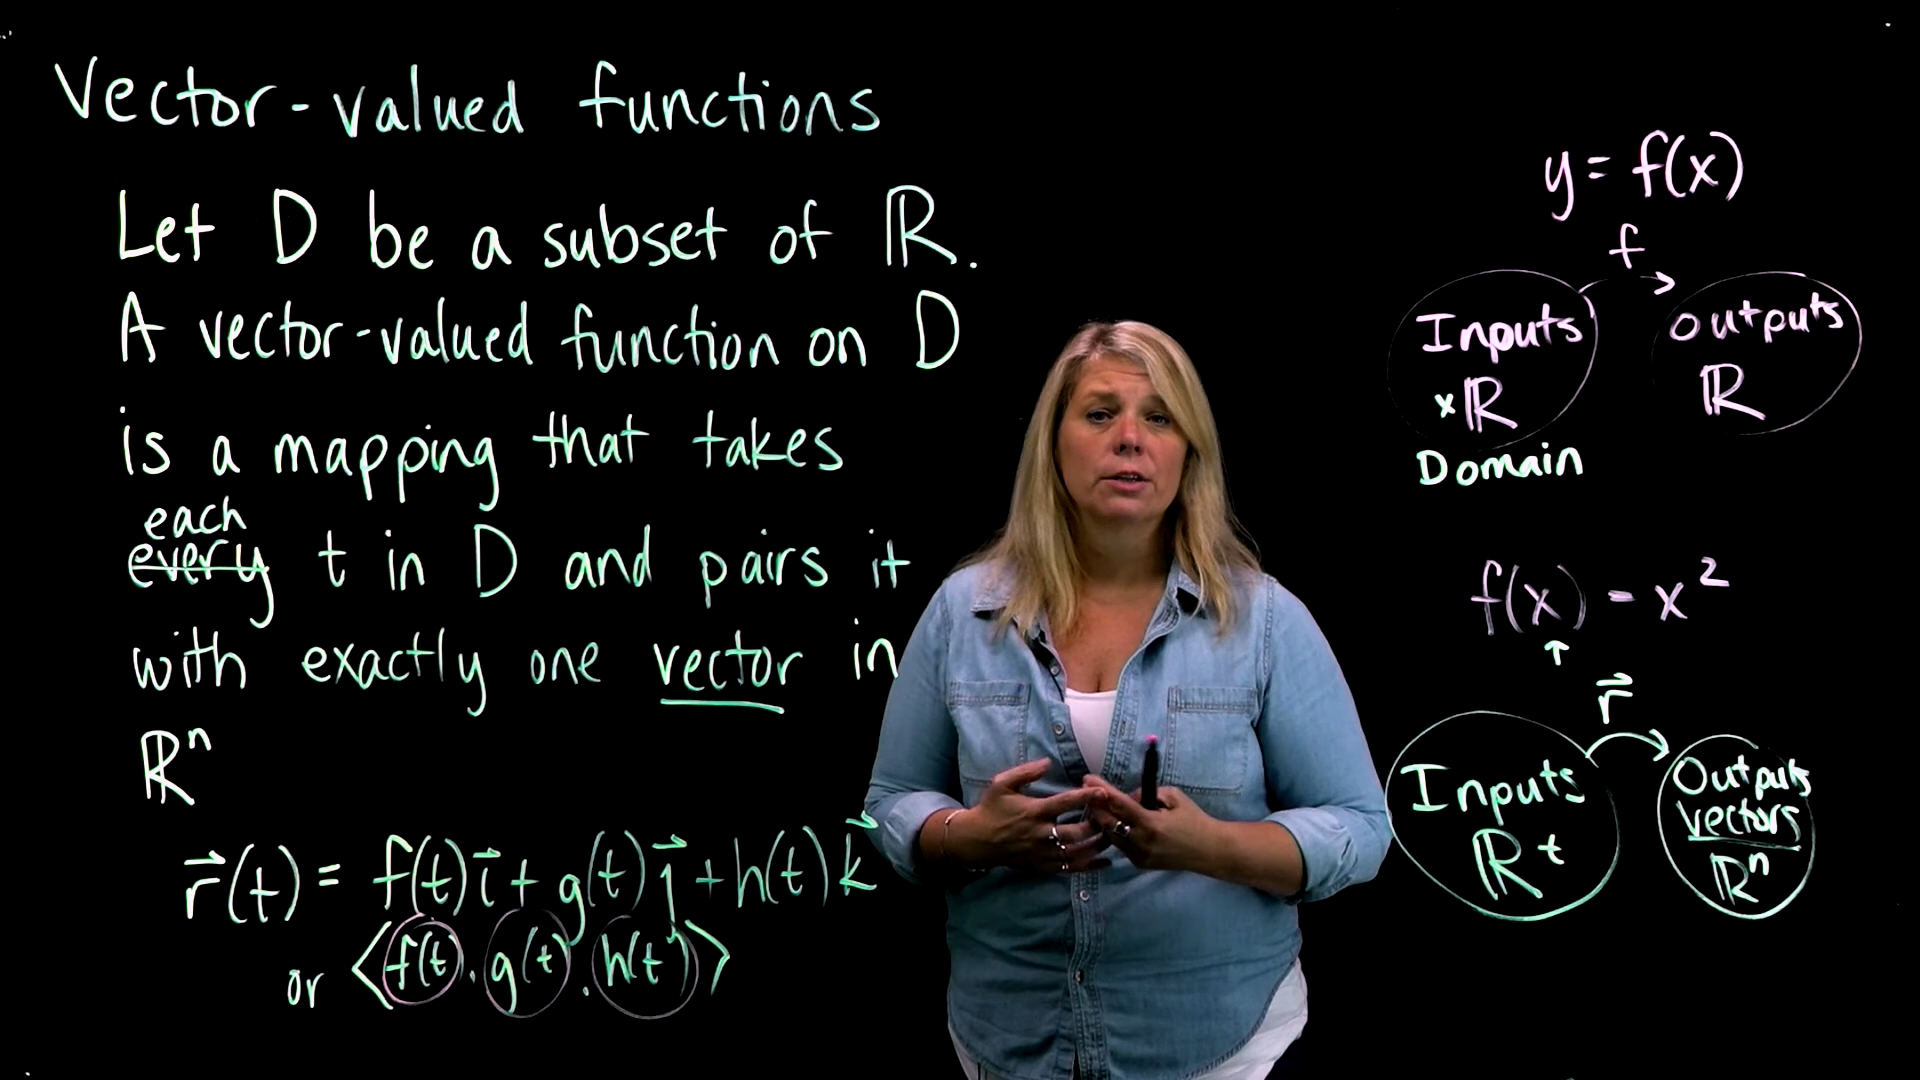 Vector-valued functions
Let D be a subset of ℝ.
A vector-valued function on D
is a mapping that takes
each
every t in D and pairs it
with exactly one vector in
ℝⁿ
r⃗(t) = f(t)i⃗ + g(t)j⃗ + h(t)k⃗
or ⟨f(t), g(t), h(t)⟩
y = f(x)
f
Inputs
x ℝ
Domain
outputs
ℝ
f(x) = x²
↑
r⃗
Inputs
ℝ t
Outputs
vectors
ℝⁿ